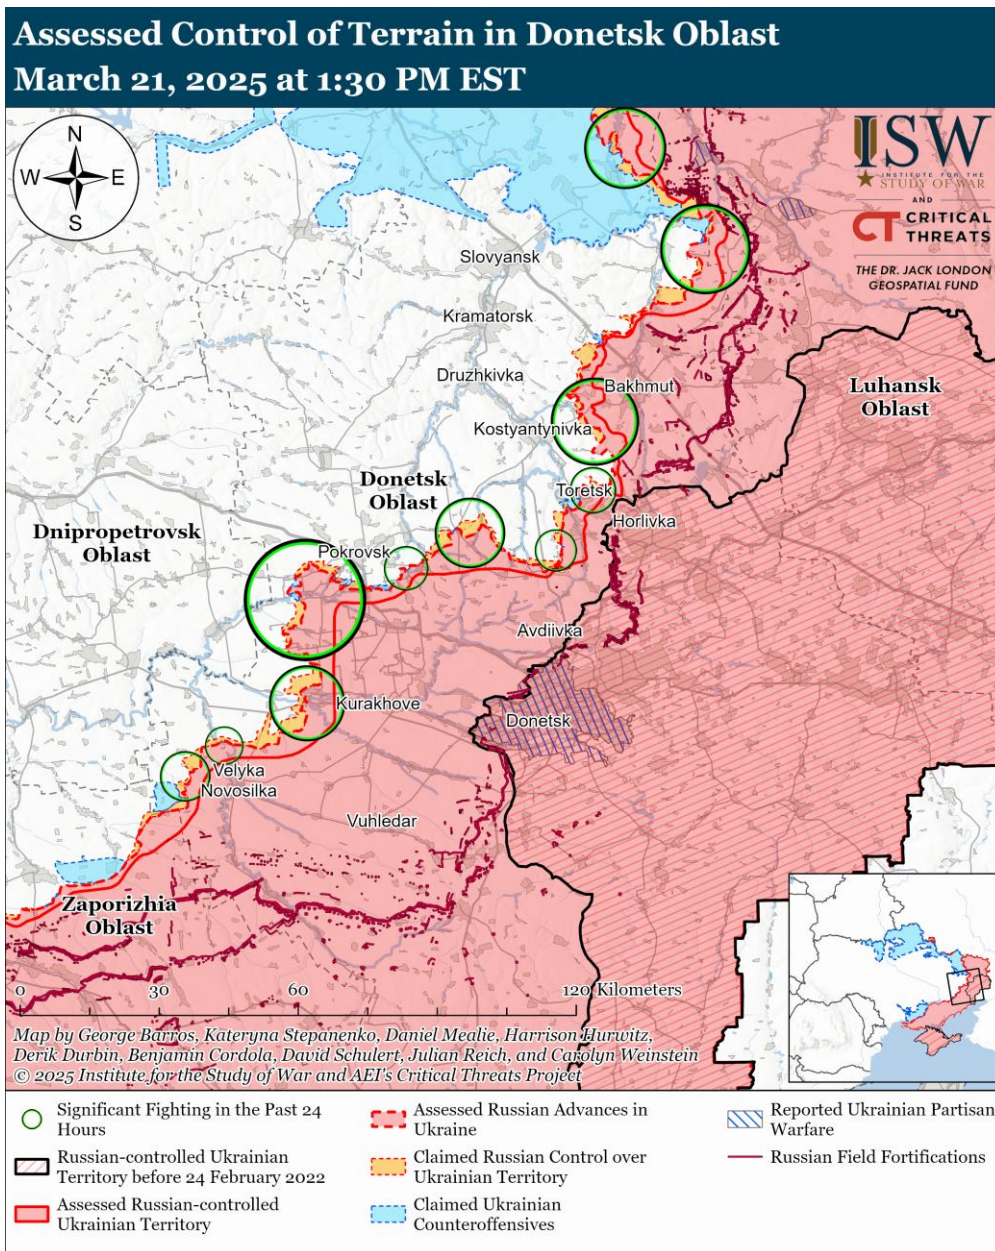 Assessed Control of Terrain in Donetsk Oblast
March 21, 2025 at 1:30 PM EST
N
W
E
S
ISW
INSTITUTE FOR THE
STUDY OF WAR
AND
CT CRITICAL
THREATS
THE DR. JACK LONDON
GEOSPATIAL FUND
Slovyansk
Kramatorsk
Druzhkivka
Bakhmut
Luhansk
Oblast
Kostyantynivka
Donetsk
Oblast
Toretsk
Horlivka
Dnipropetrovsk
Oblast
Pokrovsk
Avdiivka
Kurakhove
Donetsk
Velyka
Novosilka
Vuhledar
Zaporizhia
Oblast
0
30
60
120 Kilometers
Map by George Barros, Kateryna Stepanenko, Daniel Mealie, Harrison Hurwitz,
Derik Durbin, Benjamin Cordola, David Schulert, Julian Reich, and Carolyn Weinstein
© 2025 Institute for the Study of War and AEI's Critical Threats Project
Significant Fighting in the Past 24
Hours
Russian-controlled Ukrainian
Territory before 24 February 2022
Assessed Russian-controlled
Ukrainian Territory
Assessed Russian Advances in
Ukraine
Claimed Russian Control over
Ukrainian Territory
Claimed Ukrainian
Counteroffensives
Reported Ukrainian Partisan
Warfare
Russian Field Fortifications